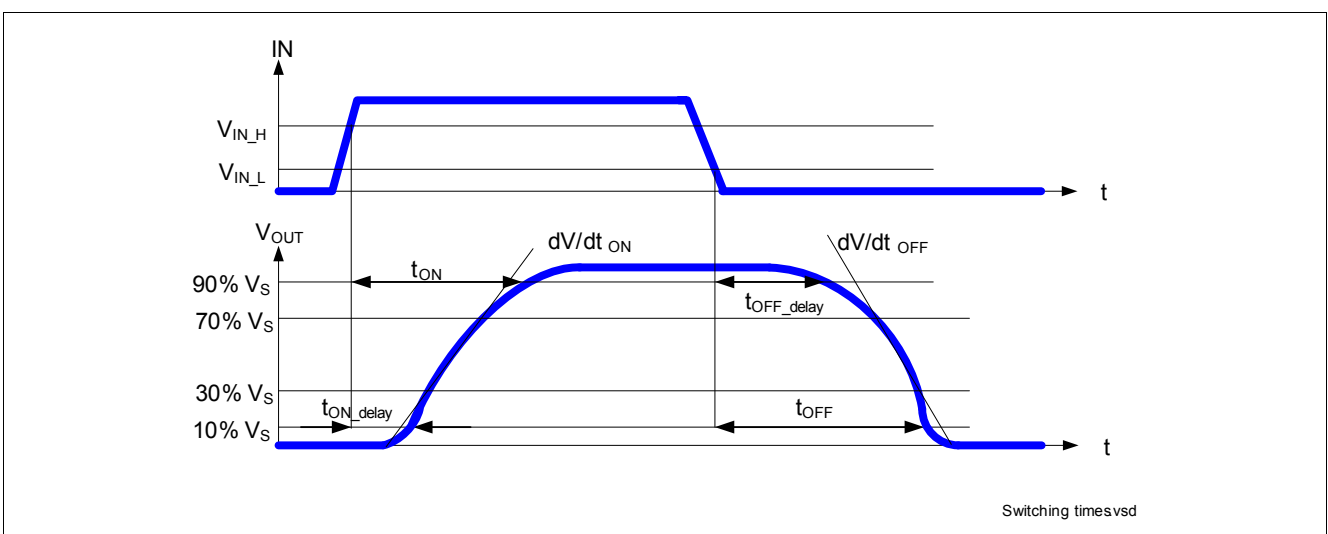 IN
V_IN_H
V_IN_L
t
V_OUT
dV/dt ON
dV/dt OFF
90% V_S
t_ON
t_OFF_delay
70% V_S
30% V_S
t_ON_delay
t_OFF
10% V_S
t
Switching times.vsd